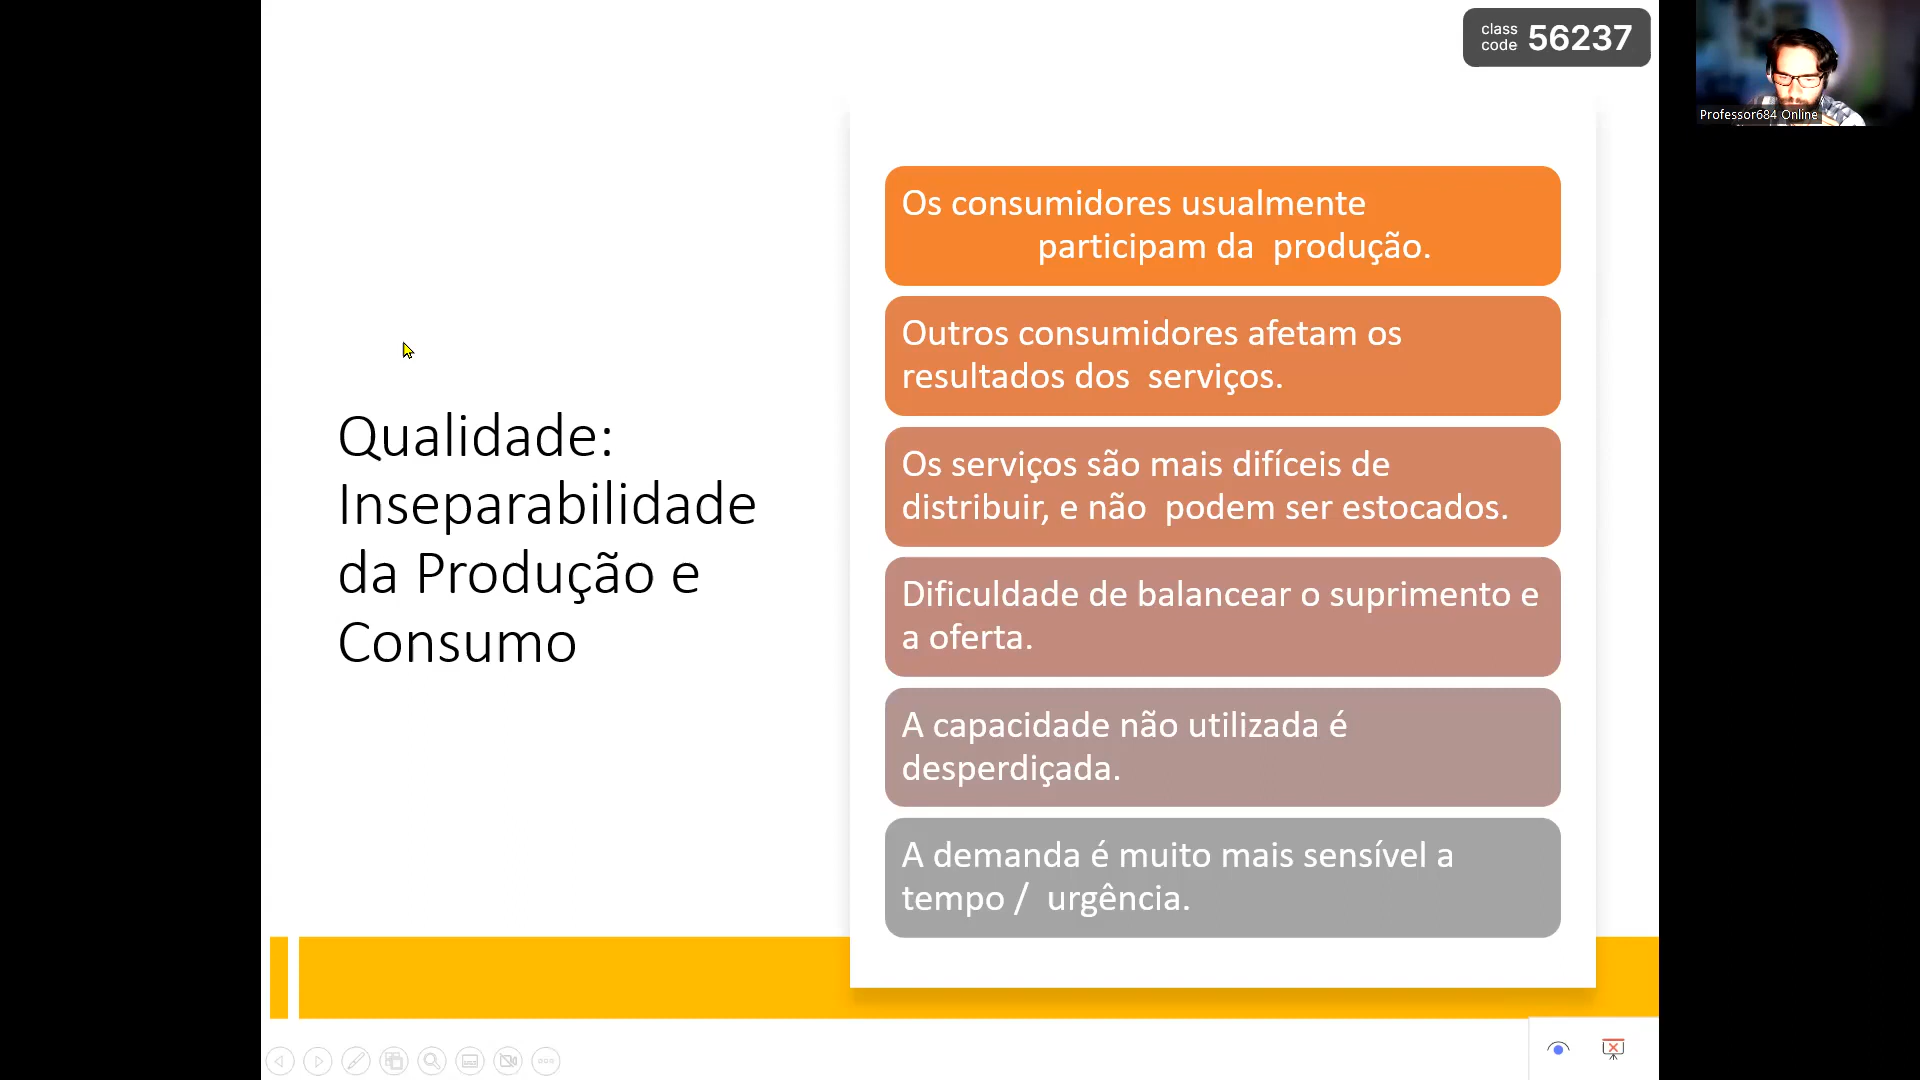 class
code 56237
Professor684 Online
Qualidade:
Inseparabilidade
da Produção e
Consumo
Os consumidores usualmente
participam da produção.
Outros consumidores afetam os
resultados dos serviços.
Os serviços são mais difíceis de
distribuir, e não podem ser estocados.
Dificuldade de balancear o suprimento e
a oferta.
A capacidade não utilizada é
desperdiçada.
A demanda é muito mais sensível a
tempo / urgência.